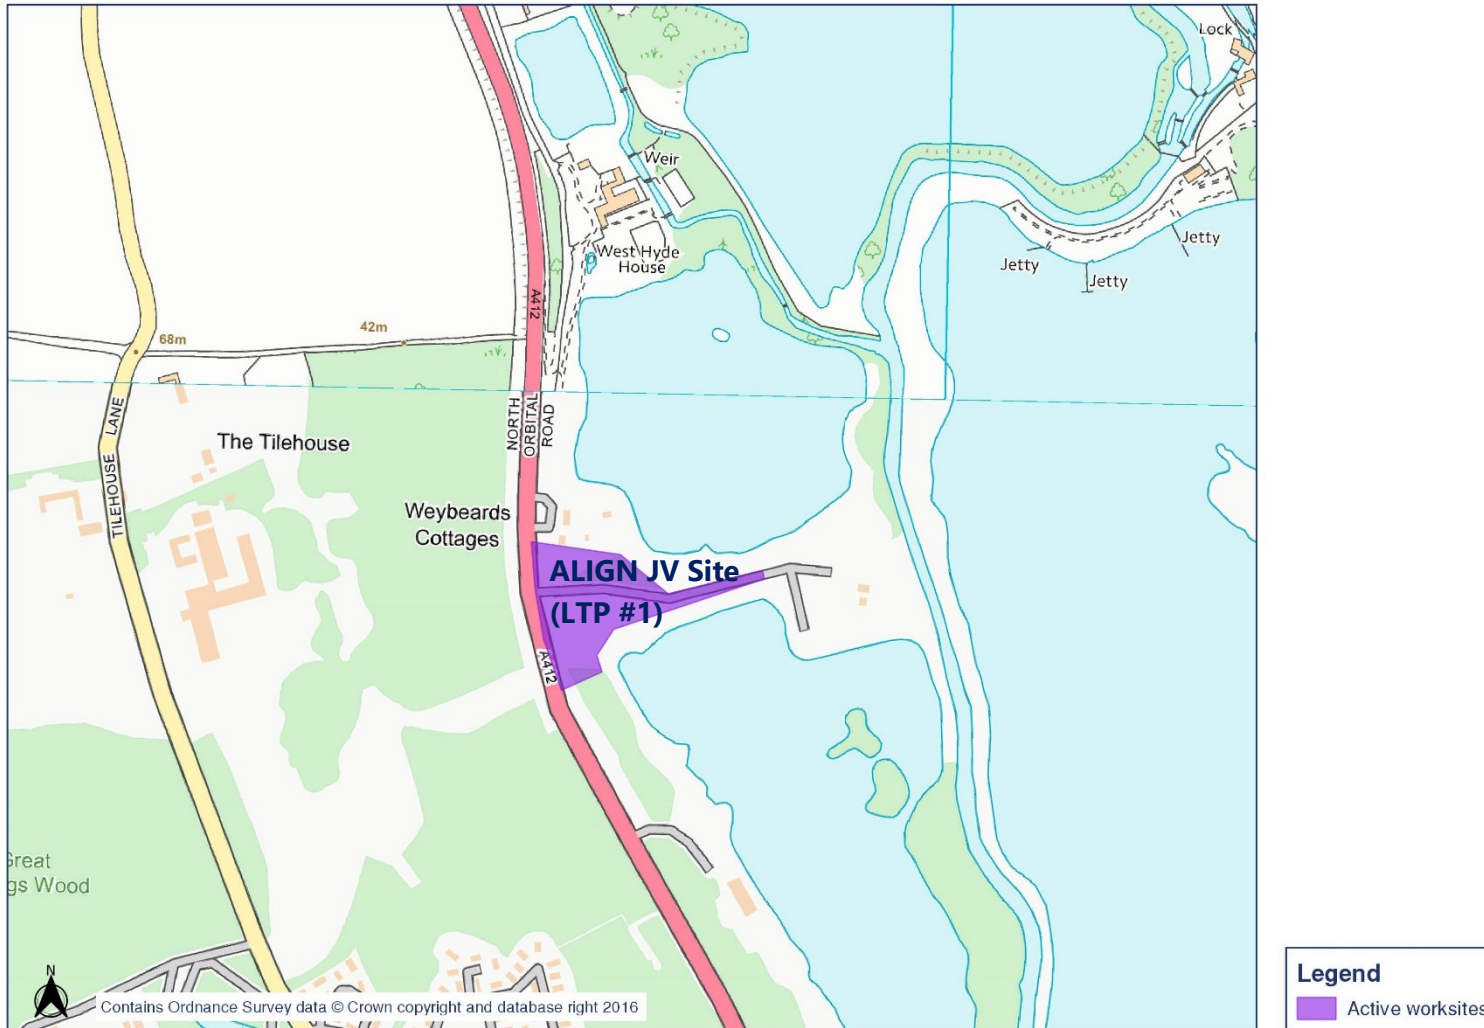 Lock
Weir
West Hyde
House
Jetty
Jetty
Jetty
A412
68m
42m
NORTH
ORBITAL
ROAD
TILEHOUSE LANE
The Tilehouse
Weybeards
Cottages
ALIGN JV Site
(LTP #1)
A412
Great
gs Wood
N
Contains Ordnance Survey data © Crown copyright and database right 2016
Legend
Active worksites